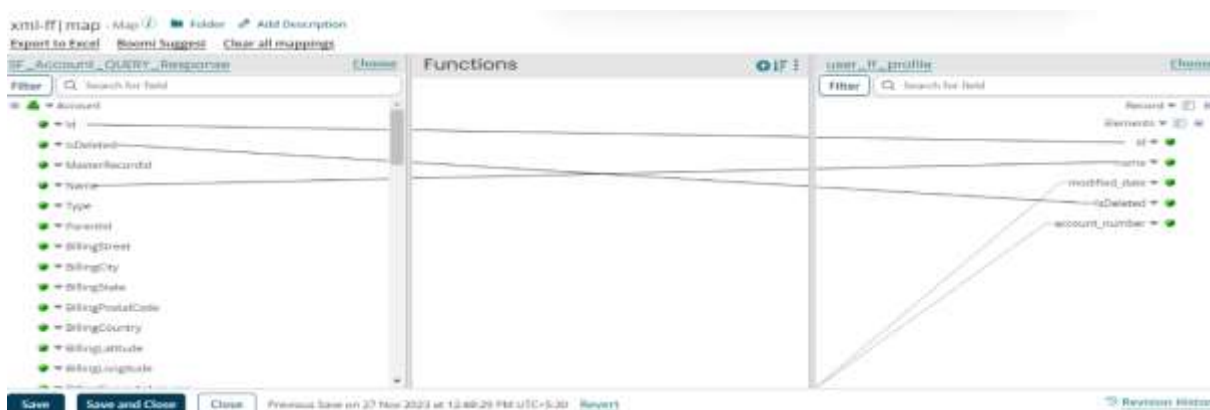 xml-ff|map - Map Folder Add Description
Export to Excel Boomi Suggest Clear all mappings
SF_Account_QUERY_Response Choose
Filter Search for field
Account
Id
isDeleted
MasterRecordId
Name
Type
ParentId
BillingStreet
BillingCity
BillingState
BillingPostalCode
BillingCountry
BillingLatitude
BillingLongitude
Functions
user_ff_profile Choose
Filter Search for field
Record
Elements
id
name
modified_date
isDeleted
account_number
Save Save and Close Close Previous Save on 27 Nov 2023 at 12:48:29 PM UTC+5:30 Revert Revision History